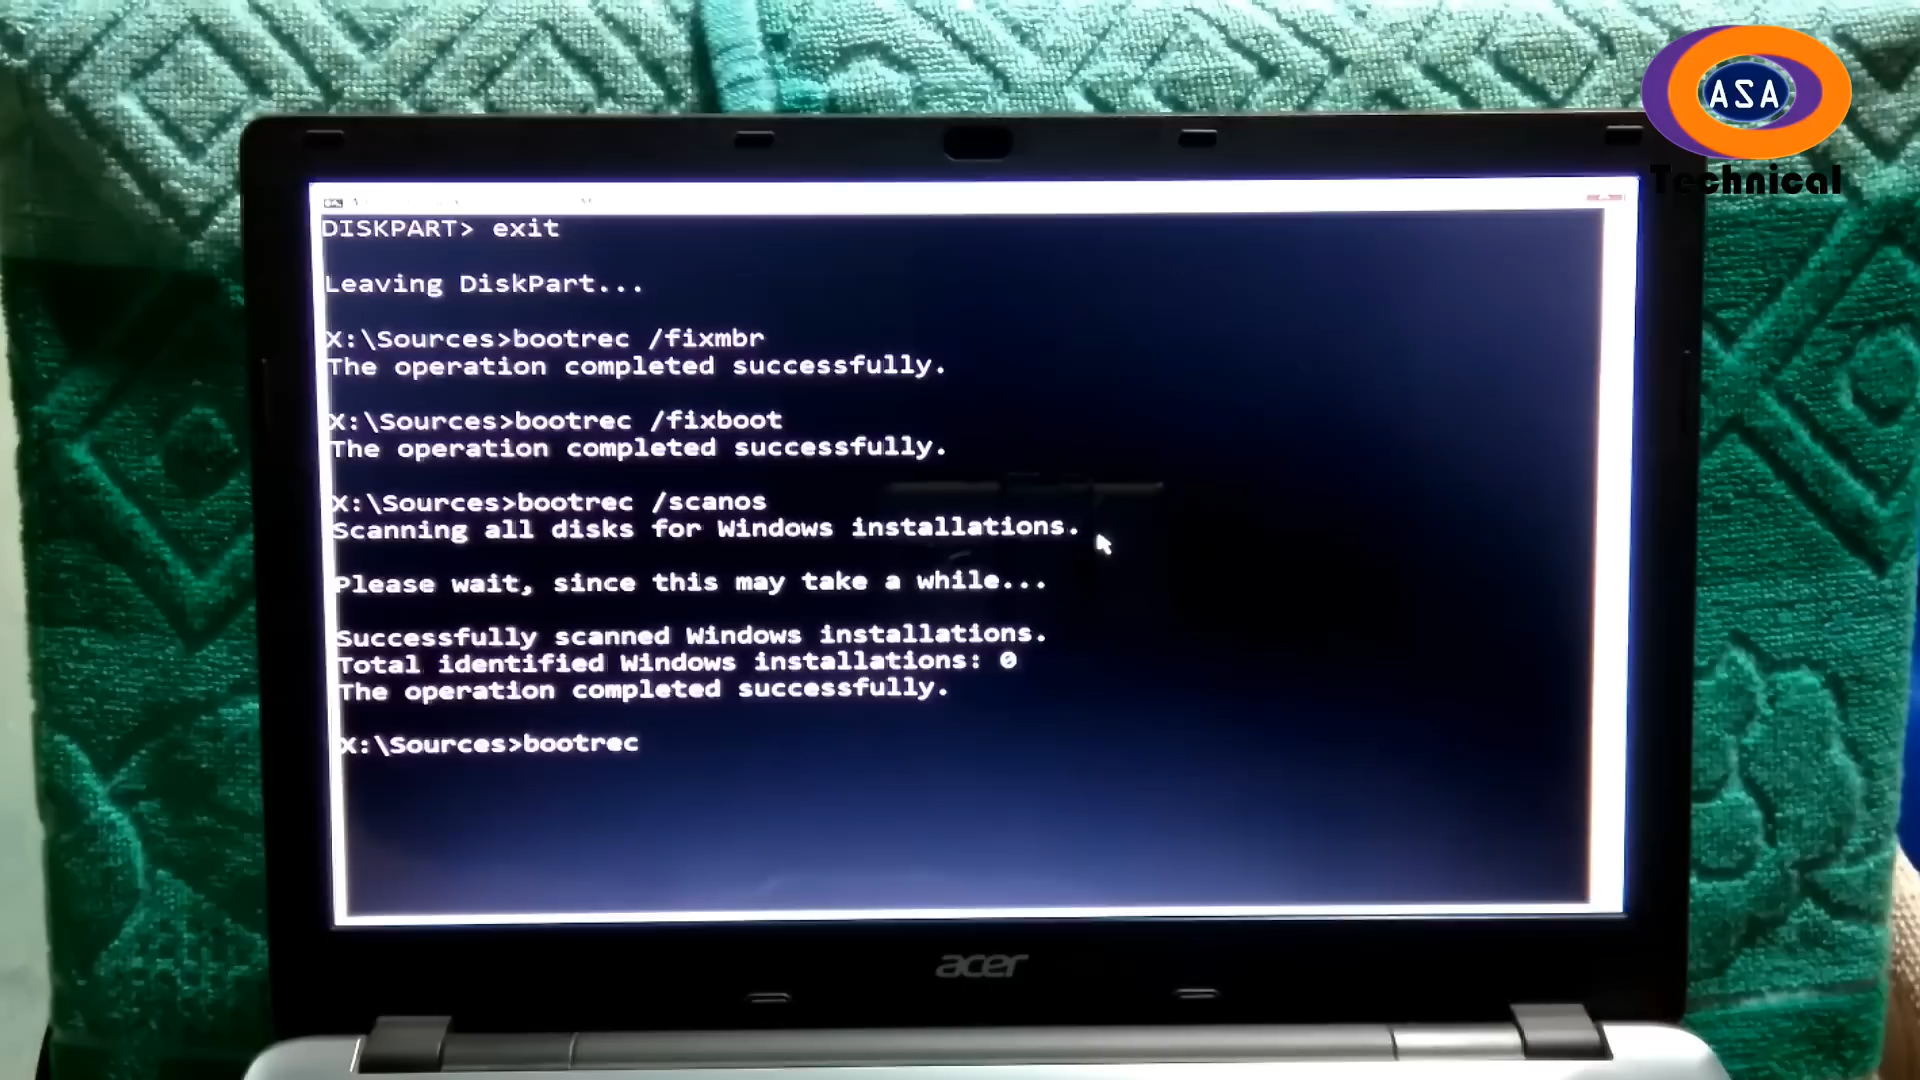 ASA
Technical
DISKPART> exit
Leaving DiskPart...
X:\Sources>bootrec /fixmbr
The operation completed successfully.
X:\Sources>bootrec /fixboot
The operation completed successfully.
X:\Sources>bootrec /scanos
Scanning all disks for Windows installations.
Please wait, since this may take a while...
Successfully scanned Windows installations.
Total identified Windows installations: 0
The operation completed successfully.
X:\Sources>bootrec
acer